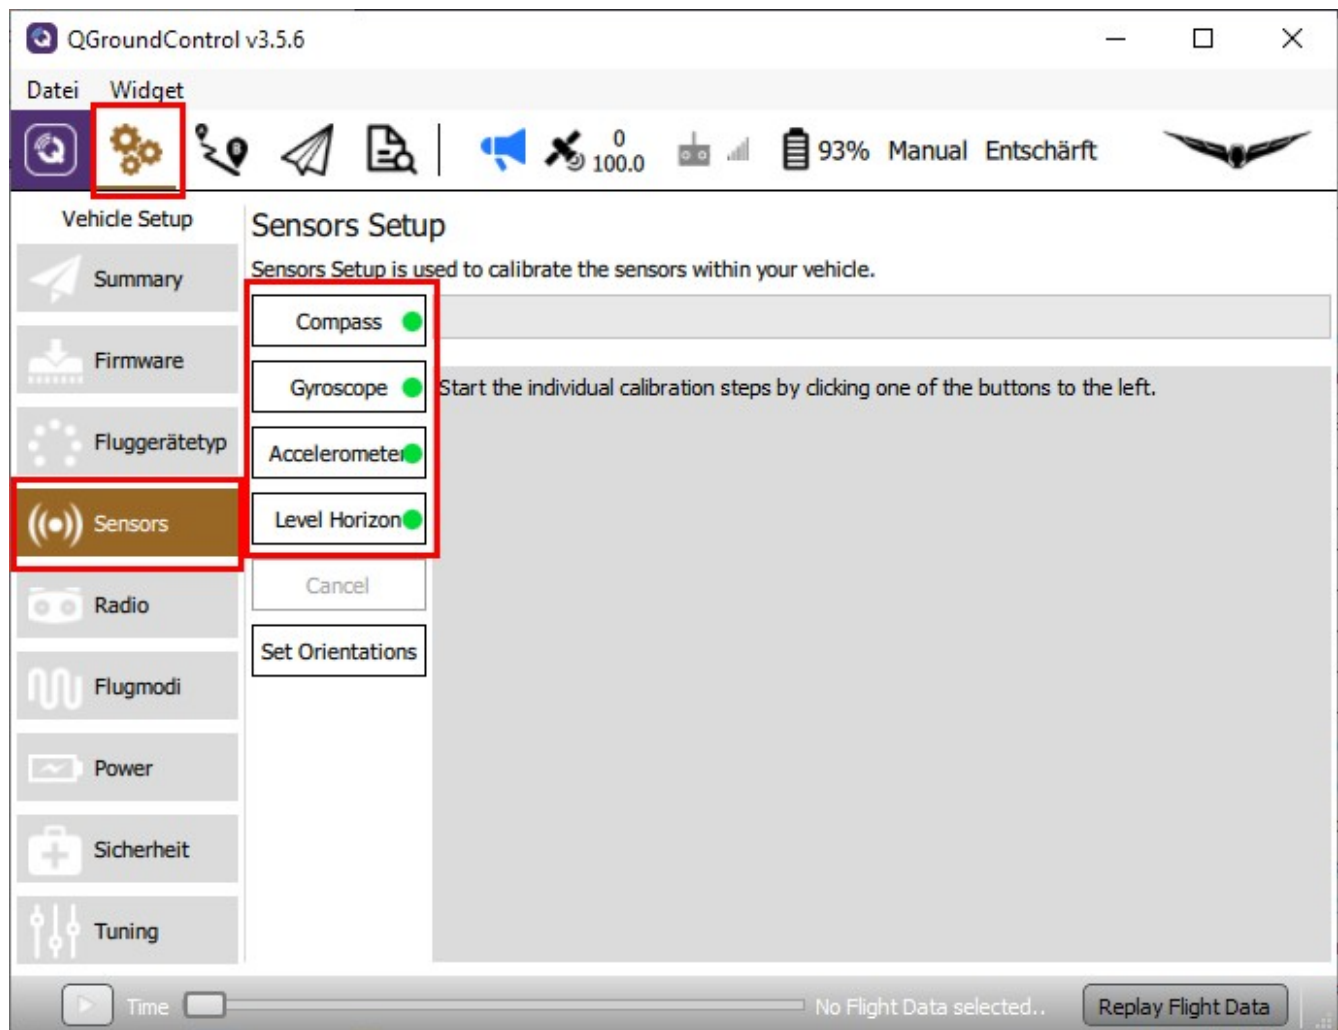 QGroundControl v3.5.6
Datei Widget
0
100.0
93% Manual Entschärft
Vehicle Setup
Summary
Firmware
Fluggerätetyp
Sensors
Radio
Flugmodi
Power
Sicherheit
Tuning
Sensors Setup
Sensors Setup is used to calibrate the sensors within your vehicle.
Compass
Gyroscope
Accelerometer
Level Horizon
Cancel
Set Orientations
Start the individual calibration steps by clicking one of the buttons to the left.
Time
No Flight Data selected..
Replay Flight Data